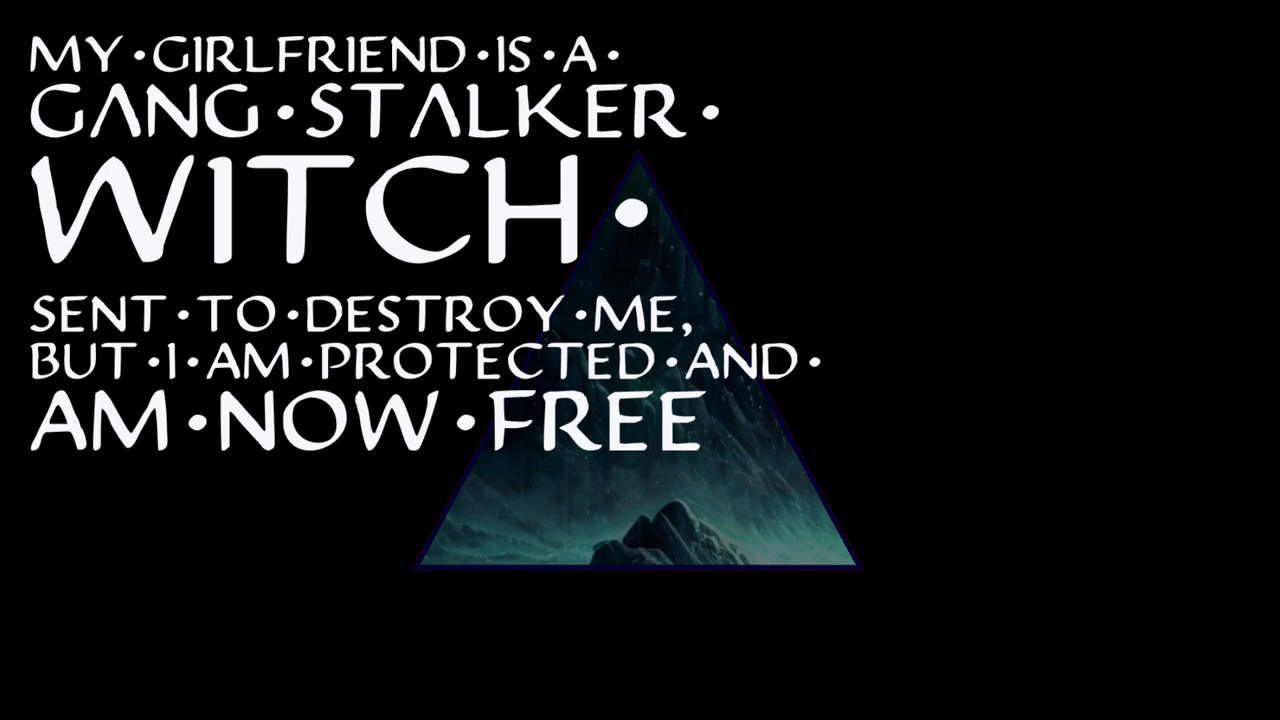 MY·GIRLFRIEND·IS·A·
GANG·STALKER·
WITCH·
SENT·TO·DESTROY·ME,
BUT·I·AM·PROTECTED·AND·
AM·NOW·FREE